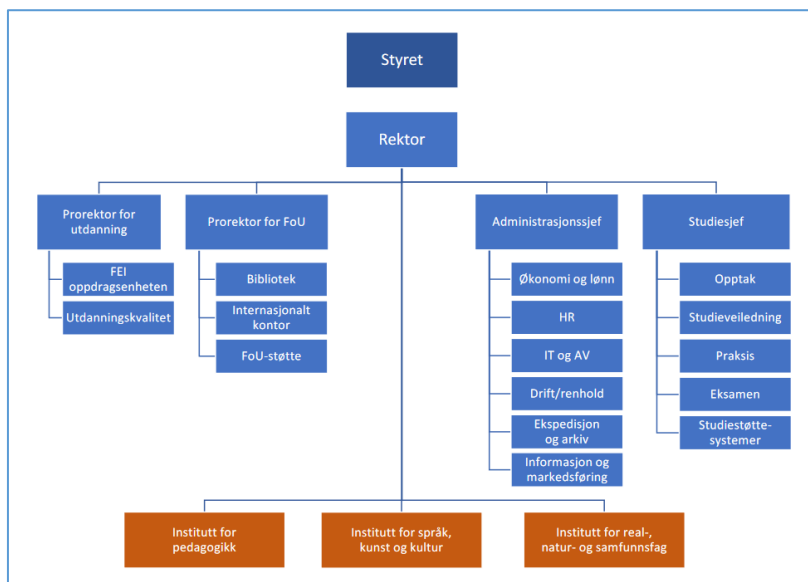 Styret
Rektor
Prorektor for
utdanning
FEI
oppdragsenheten
Utdanningskvalitet
Prorektor for FoU
Bibliotek
Internasjonalt
kontor
FoU-støtte
Administrasjonssjef
Økonomi og lønn
HR
IT og AV
Drift/renhold
Ekspedisjon
og arkiv
Informasjon og
markedsføring
Studiesjef
Opptak
Studieveiledning
Praksis
Eksamen
Studiestøtte-
systemer
Institutt for
pedagogikk
Institutt for språk,
kunst og kultur
Institutt for real-,
natur- og samfunnsfag